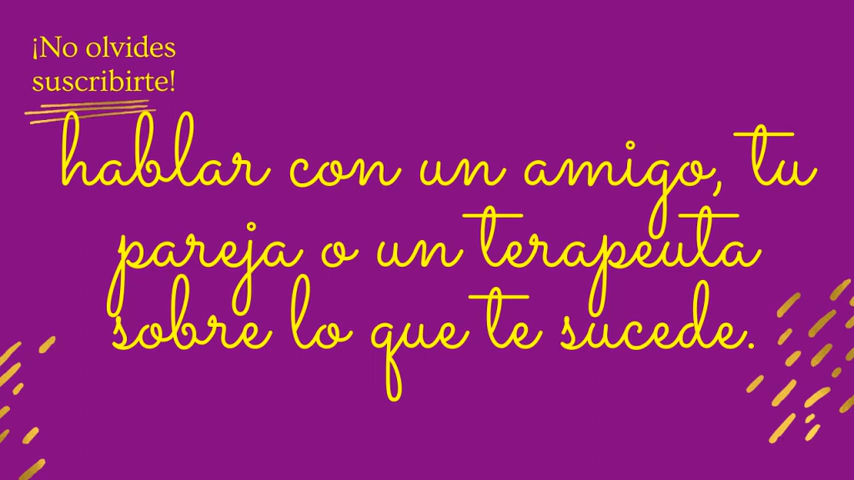 ¡No olvides
suscribirte!
hablar con un amigo, tu
pareja o un terapeuta
sobre lo que te sucede.